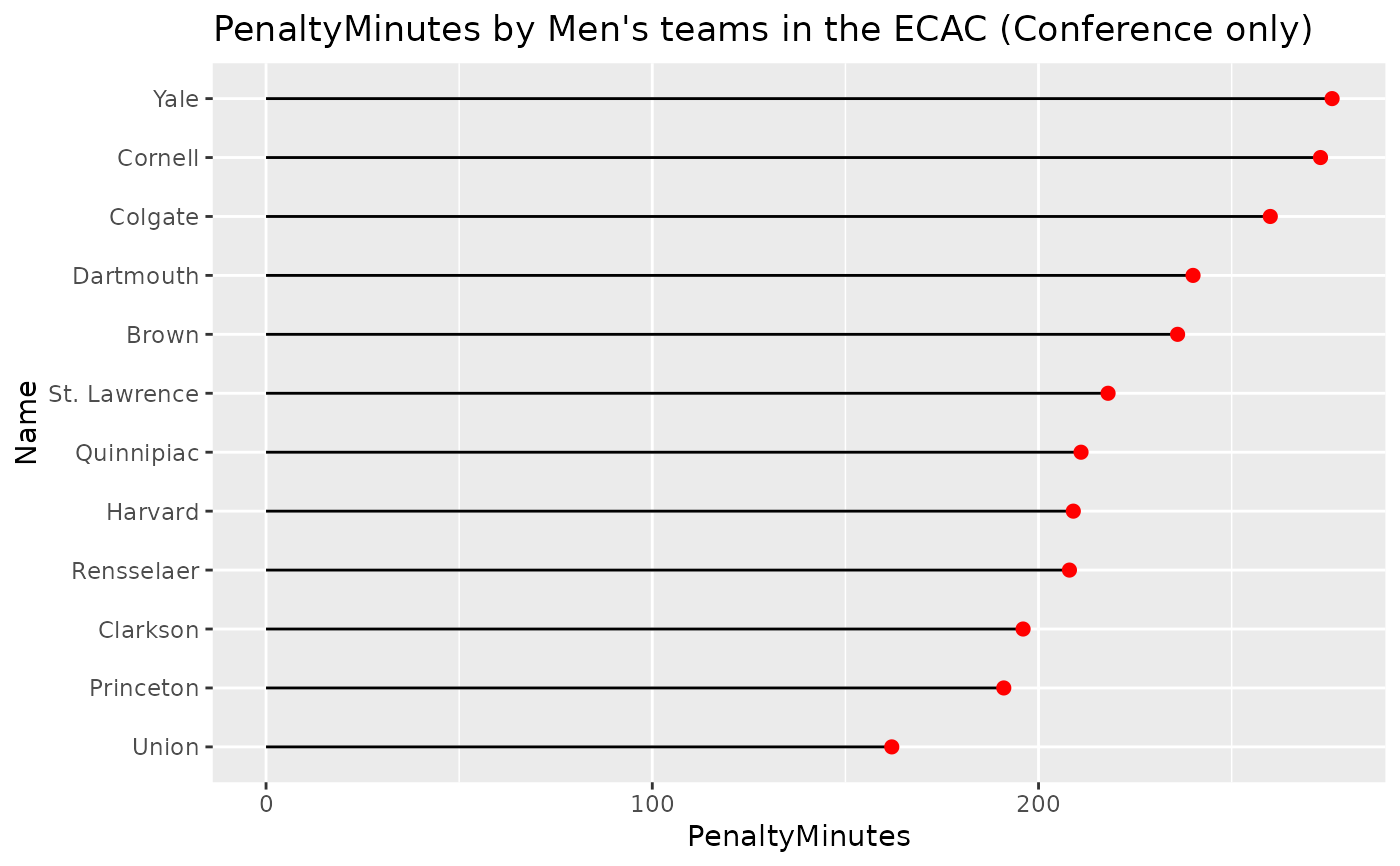 PenaltyMinutes by Men's teams in the ECAC (Conference only)
Yale
Cornell
Colgate
Dartmouth
Brown
St. Lawrence
Quinnipiac
Harvard
Rensselaer
Clarkson
Princeton
Union
Name
0 100 200
PenaltyMinutes